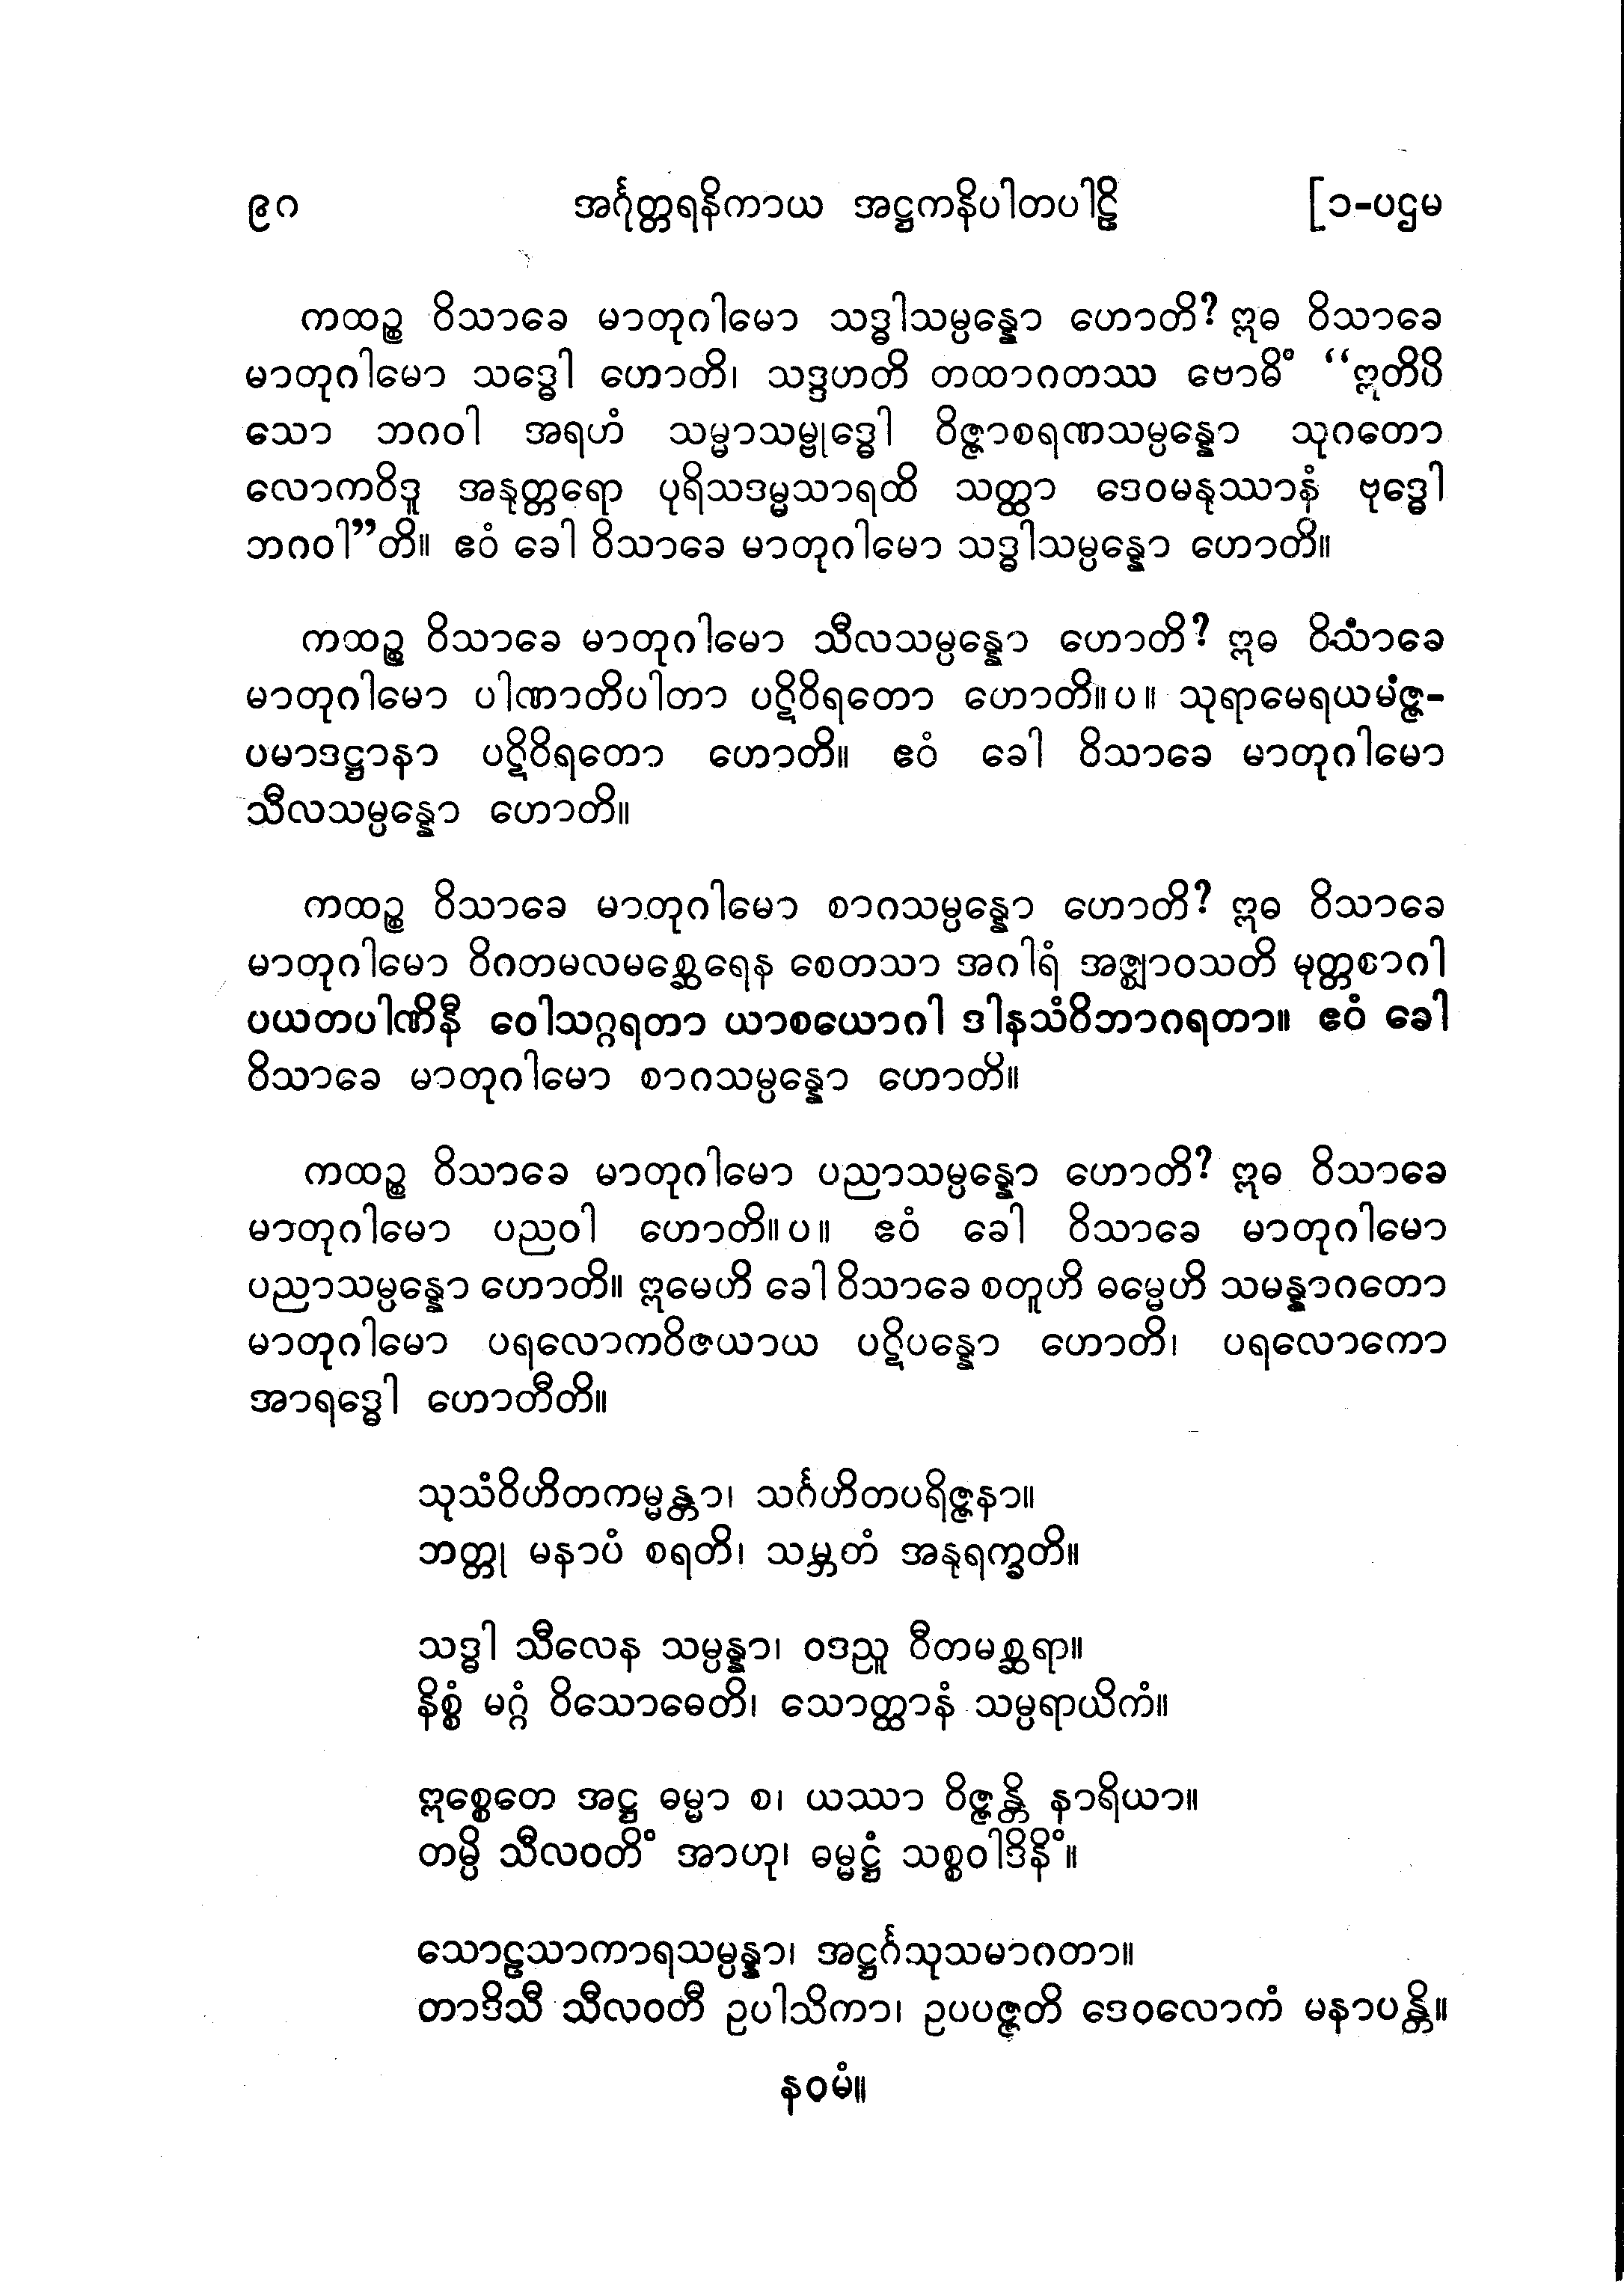 ၉ဂ အင်္ဂုတ္တရနိကာယ အဋ္ဌကနိပါတပါဠိ [၁-ပဌမ
ကထဉ္စ ဝိသာခေ မာတုဂါမော သဒ္ဓါသမ္ပန္နော ဟောတိ? ဣဓ ဝိသာခေ
မာတုဂါမော သဒ္ဓေါ ဟောတိ၊ သဒ္ဒဟတိ တထာဂတဿ ဗောဓိံ “ဣတိပိ
သော ဘဂဝါ အရဟံ သမ္မာသမ္ဗုဒ္ဓေါ ဝိဇ္ဇာစရဏသမ္ပန္နော သုဂတော
လောကဝိဒူ အနုတ္တရော ပုရိသဒမ္မသာရထိ သတ္ထာ ဒေဝမနုဿာနံ ဗုဒ္ဓေါ
ဘဂဝါ”တိ။ ဧဝံ ခေါ ဝိသာခေ မာတုဂါမော သဒ္ဓါသမ္ပန္နော ဟောတိ။
ကထဉ္စ ဝိသာခေ မာတုဂါမော သီလသမ္ပန္နော ဟောတိ? ဣဓ ဝိသာခေ
မာတုဂါမော ပါဏာတိပါတာ ပဋိဝိရတော ဟောတိ။ပ။ သုရာမေရယမဇ္ဇ-
ပမာဒဋ္ဌာနာ ပဋိဝိရတော ဟောတိ။ ဧဝံ ခေါ ဝိသာခေ မာတုဂါမော
သီလသမ္ပန္နော ဟောတိ။
ကထဉ္စ ဝိသာခေ မာတုဂါမော စာဂသမ္ပန္နော ဟောတိ? ဣဓ ဝိသာခေ
မာတုဂါမော ဝိဂတမလမစ္ဆေရေန စေတသာ အဂါရံ အဇ္ဈာဝသတိ မုတ္တစာဂါ
ပယတပါဏိနီ ဝေါသဂ္ဂရတာ ယာစယောဂါ ဒါနသံဝိဘာဂရတာ။ ဧဝံ ခေါ
ဝိသာခေ မာတုဂါမော စာဂသမ္ပန္နော ဟောတိ။
ကထဉ္စ ဝိသာခေ မာတုဂါမော ပညာသမ္ပန္နော ဟောတိ? ဣဓ ဝိသာခေ
မာတုဂါမော ပညဝါ ဟောတိ။ပ။ ဧဝံ ခေါ ဝိသာခေ မာတုဂါမော
ပညာသမ္ပန္နော ဟောတိ။ ဣမေဟိ ခေါ ဝိသာခေ စတူဟိ ဓမ္မေဟိ သမန္နာဂတော
မာတုဂါမော ပရလောကဝိဇယာယ ပဋိပန္နော ဟောတိ၊ ပရလောကော
အာရဒ္ဓေါ ဟောတီတိ။
သုသံဝိဟိတကမ္မန္တာ၊ သင်္ဂဟိတပရိဇ္ဇနာ။
ဘတ္တု မနာပံ စရတိ၊ သမ္ဘတံ အနုရက္ခတိ။
သဒ္ဓါ သီလေန သမ္ပန္နာ၊ ဝဒညူ ဝီတမစ္ဆရာ။
နိစ္စံ မဂ္ဂံ ဝိသောဓေတိ၊ သောတ္ထာနံ သမ္ပရာယိကံ။
ဣစ္စေတေ အဋ္ဌ ဓမ္မာ စ၊ ယဿာ ဝိဇ္ဇန္တိ နာရိယာ။
တမ္ပိ သီလဝတိံ အာဟု၊ ဓမ္မဋ္ဌံ သစ္စဝါဒိနိံ။
သောဠသာကာရသမ္ပန္နာ၊ အဋ္ဌင်္ဂသုသမာဂတာ။
တာဒိသီ သီလဝတီ ဥပါသိကာ၊ ဥပပဇ္ဇတိ ဒေဝလောကံ မနာပန္တိ။
နဝမံ။